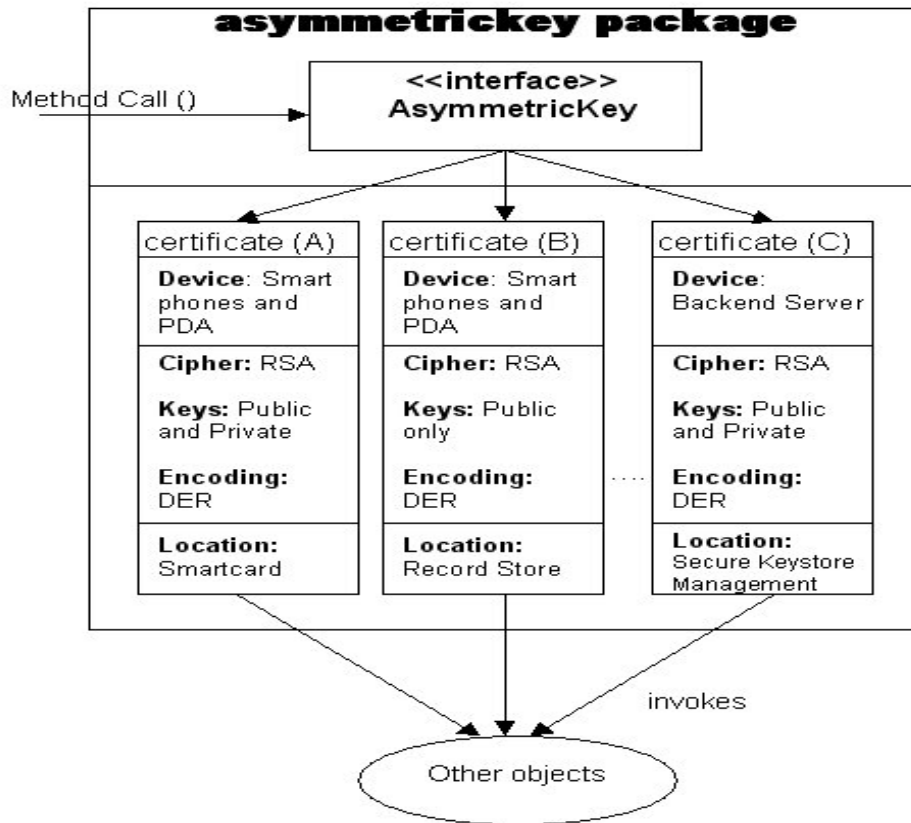 asymmetrickey package
Method Call ()
<<interface>>
AsymmetricKey
certificate (A)
Device: Smart
phones and
PDA
Cipher: RSA
Keys: Public
and Private
Encoding:
DER
Location:
Smartcard
certificate (B)
Device: Smart
phones and
PDA
Cipher: RSA
Keys: Public
only
Encoding:
DER
Location:
Record Store
....
certificate (C)
Device:
Backend Server
Cipher: RSA
Keys: Public
and Private
Encoding:
DER
Location:
Secure Keystore
Management
invokes
Other objects